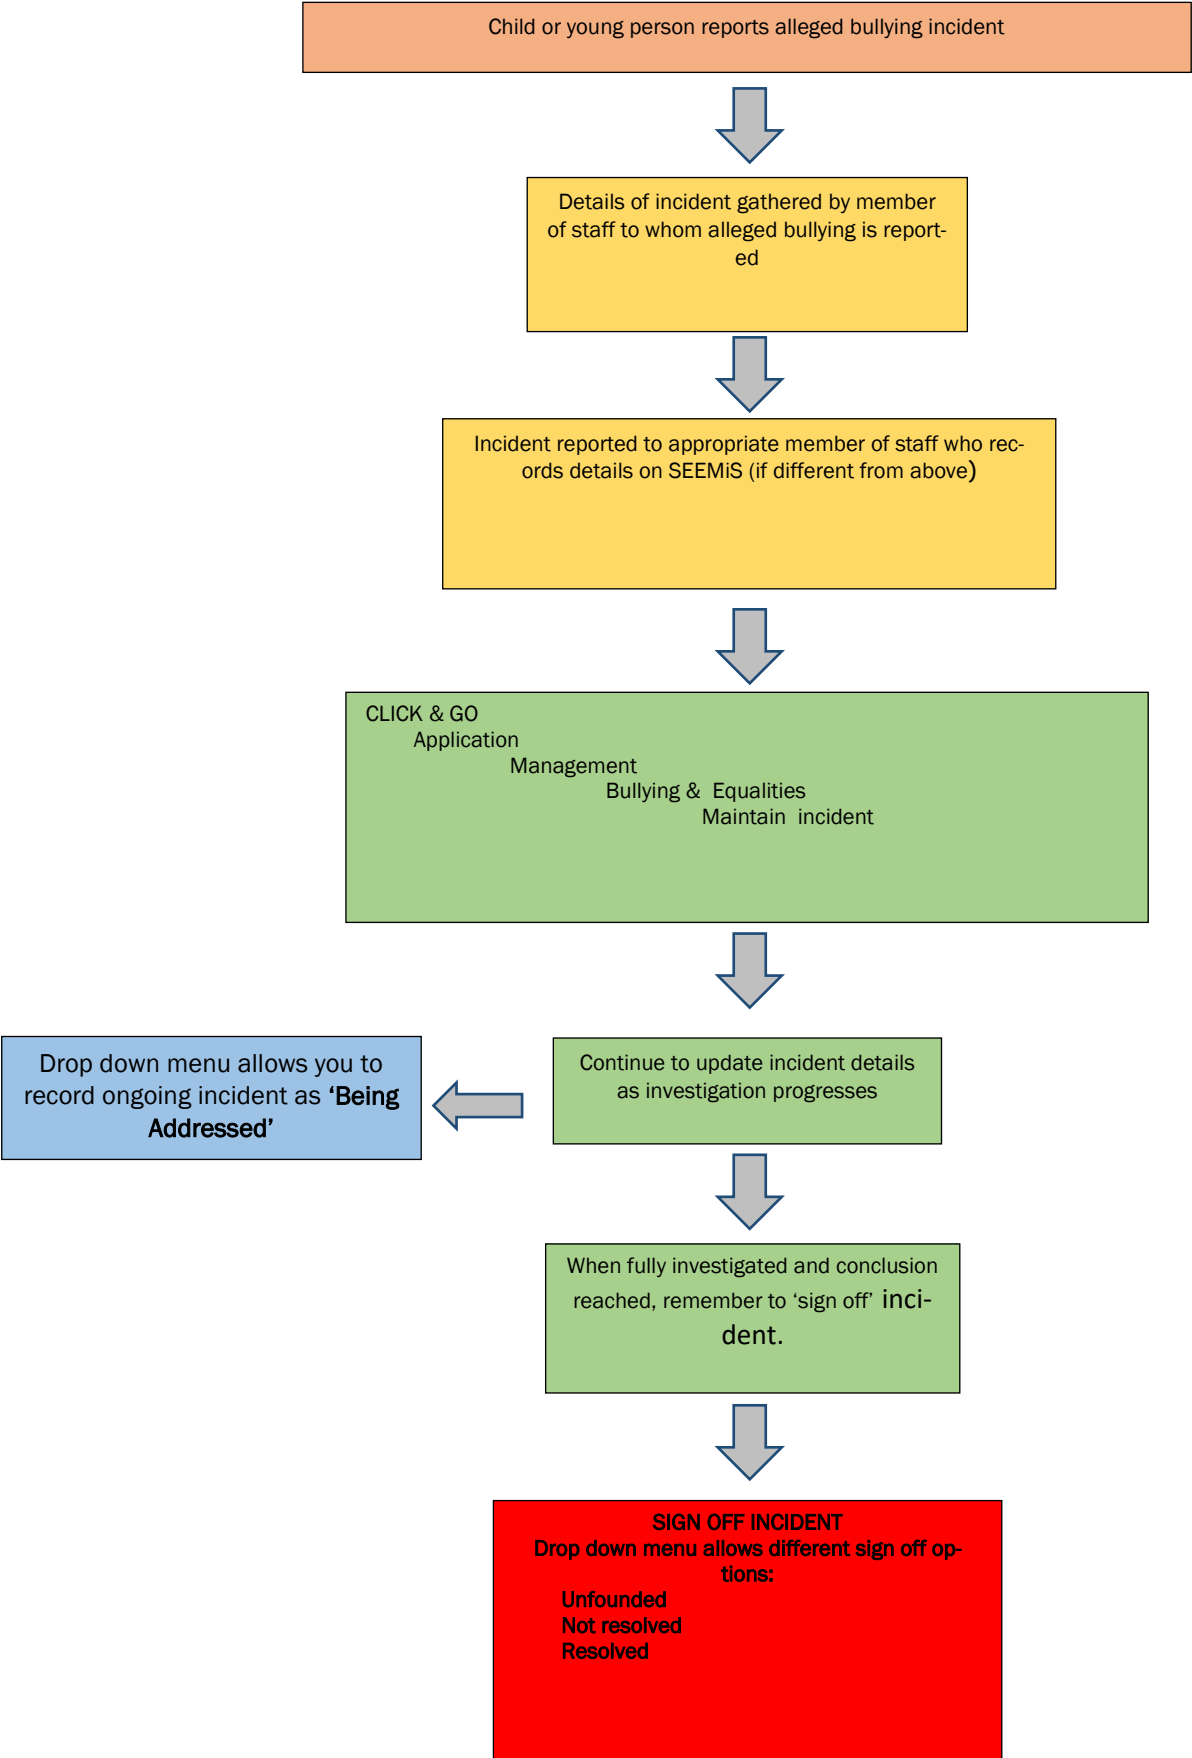 Child or young person reports alleged bullying incident
Details of incident gathered by member
of staff to whom alleged bullying is report-
ed
Incident reported to appropriate member of staff who rec-
ords details on SEEMiS (if different from above)
CLICK & GO
Application
Management
Bullying &  Equalities
Maintain  incident
Drop down menu allows you to
record ongoing incident as ‘Being
Addressed’
Continue to update incident details
as investigation progresses
When fully investigated and conclusion
reached, remember to ‘sign off’ inci-
dent.
SIGN OFF INCIDENT
Drop down menu allows different sign off op-
tions:
Unfounded
Not resolved
Resolved